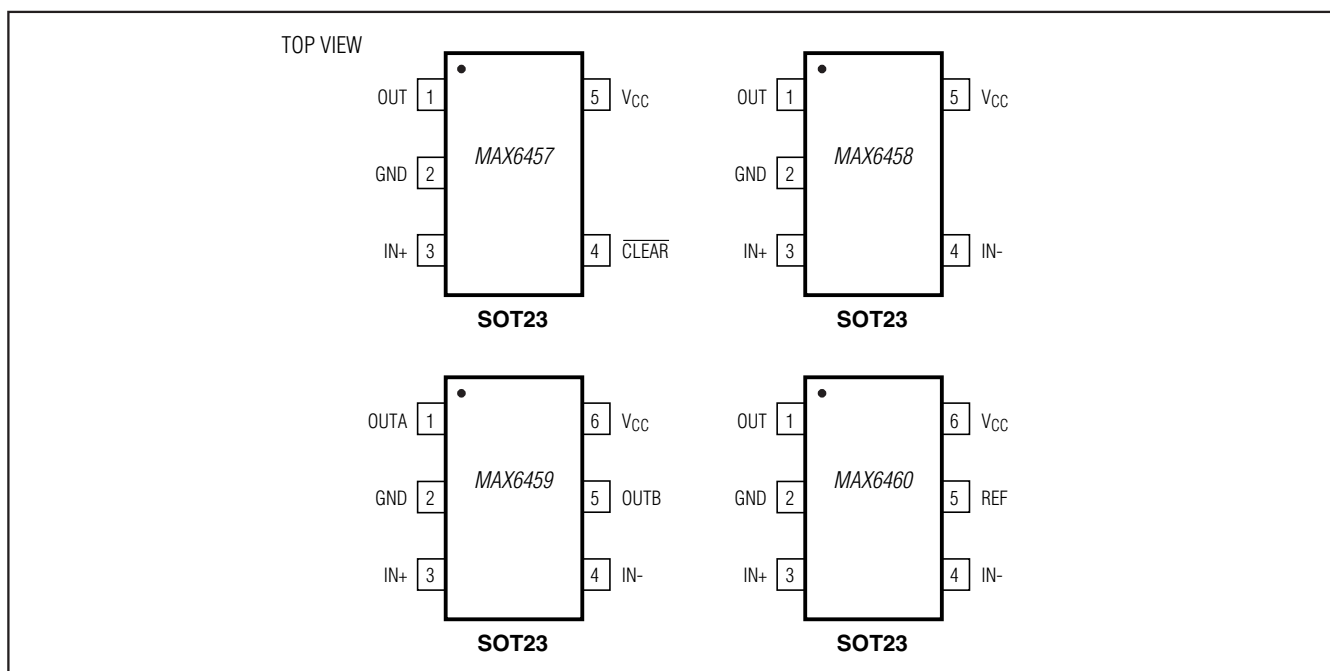 TOP VIEW
OUT 1 5 VCC
GND 2 MAX6457
IN+ 3 4 CLEAR
SOT23
OUT 1 5 VCC
GND 2 MAX6458
IN+ 3 4 IN-
SOT23
OUTA 1 6 VCC
GND 2 MAX6459 5 OUTB
IN+ 3 4 IN-
SOT23
OUT 1 6 VCC
GND 2 MAX6460 5 REF
IN+ 3 4 IN-
SOT23